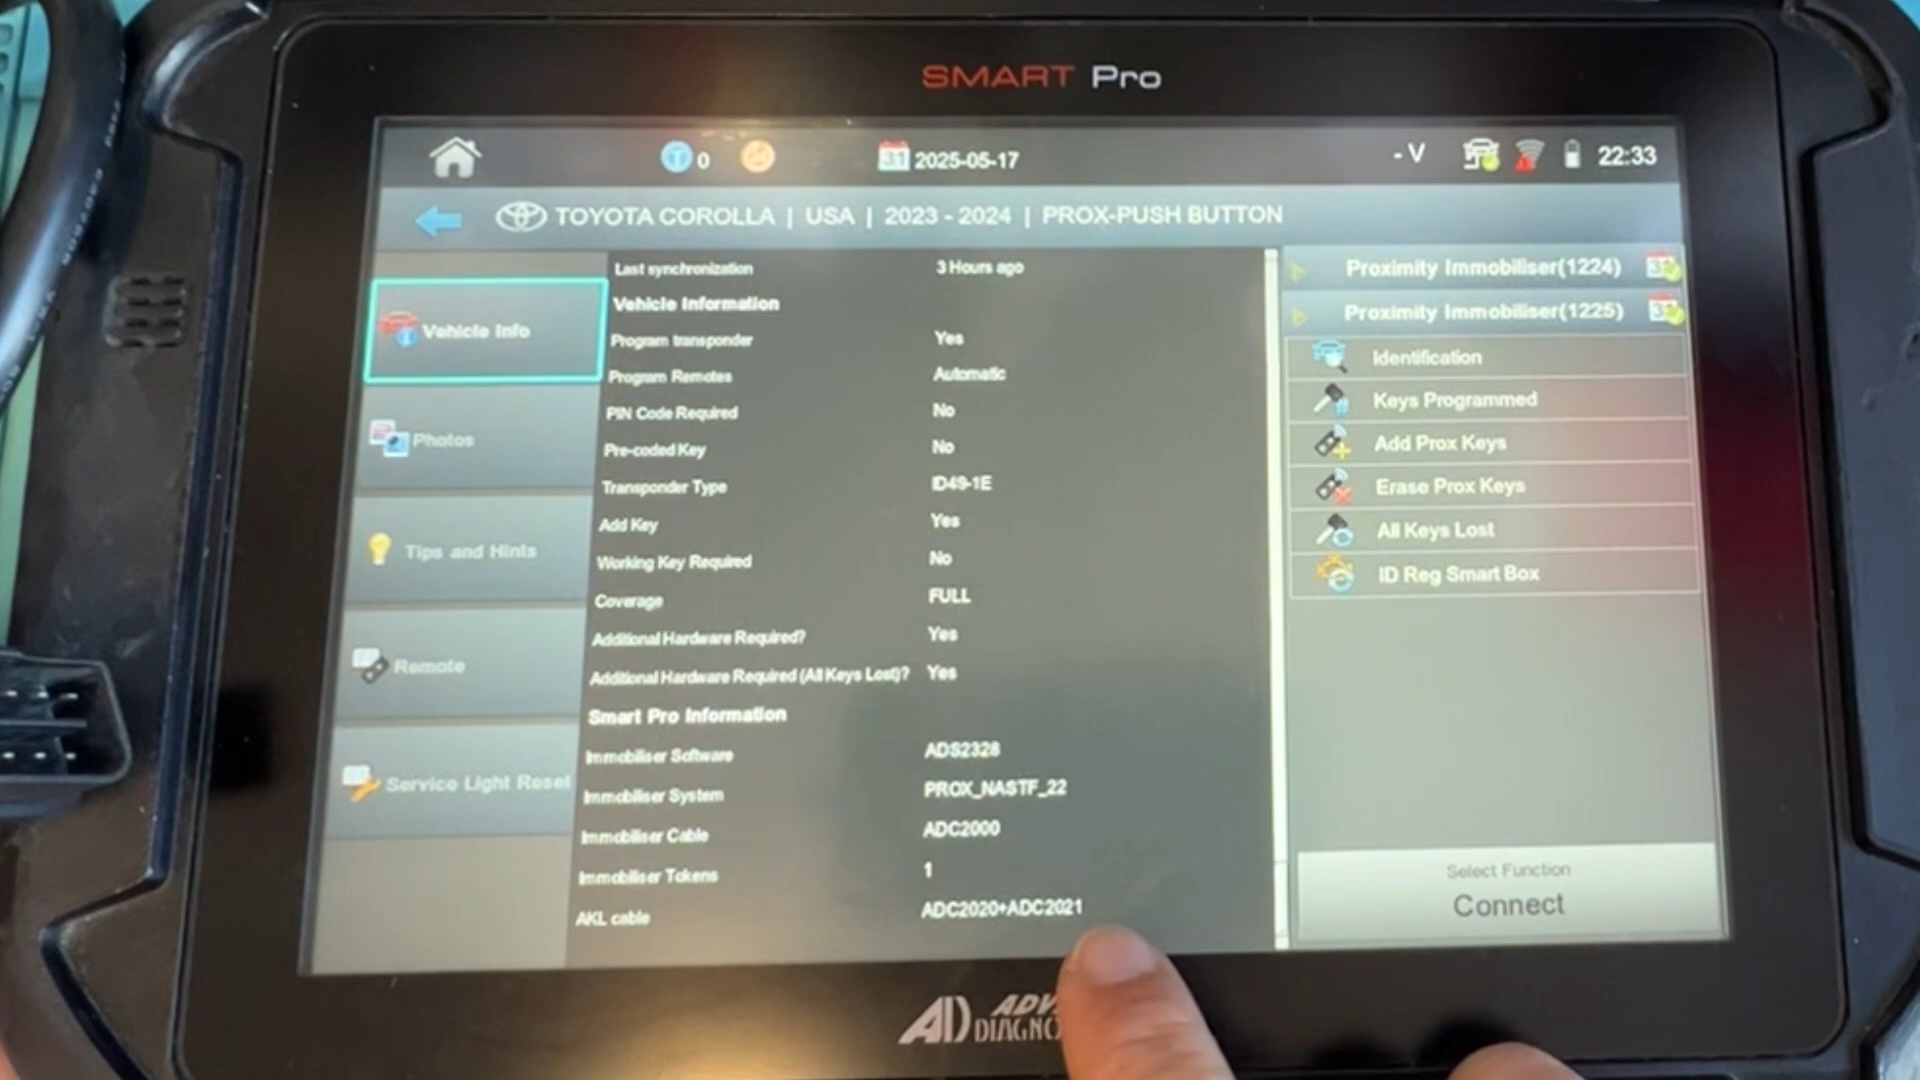 SMART Pro
0
31 2025-05-17
- V
22:33
TOYOTA COROLLA | USA | 2023 - 2024 | PROX-PUSH BUTTON
Vehicle Info
Photos
Tips and Hints
Remote
Service Light Reset
Last synchronization 3 Hours ago
Vehicle Information
Program transponder Yes
Program Remotes Automatic
PIN Code Required No
Pre-coded Key No
Transponder Type ID49-1E
Add Key Yes
Working Key Required No
Coverage FULL
Additional Hardware Required? Yes
Additional Hardware Required (All Keys Lost)? Yes
Smart Pro Information
Immobiliser Software ADS2328
Immobiliser System PROX_NASTF_22
Immobiliser Cable ADC2000
Immobiliser Tokens 1
AKL cable ADC2020+ADC2021
Proximity Immobiliser(1224)
Proximity Immobiliser(1225)
Identification
Keys Programmed
Add Prox Keys
Erase Prox Keys
All Keys Lost
ID Reg Smart Box
Select Function
Connect
AD ADV
DIAGNO